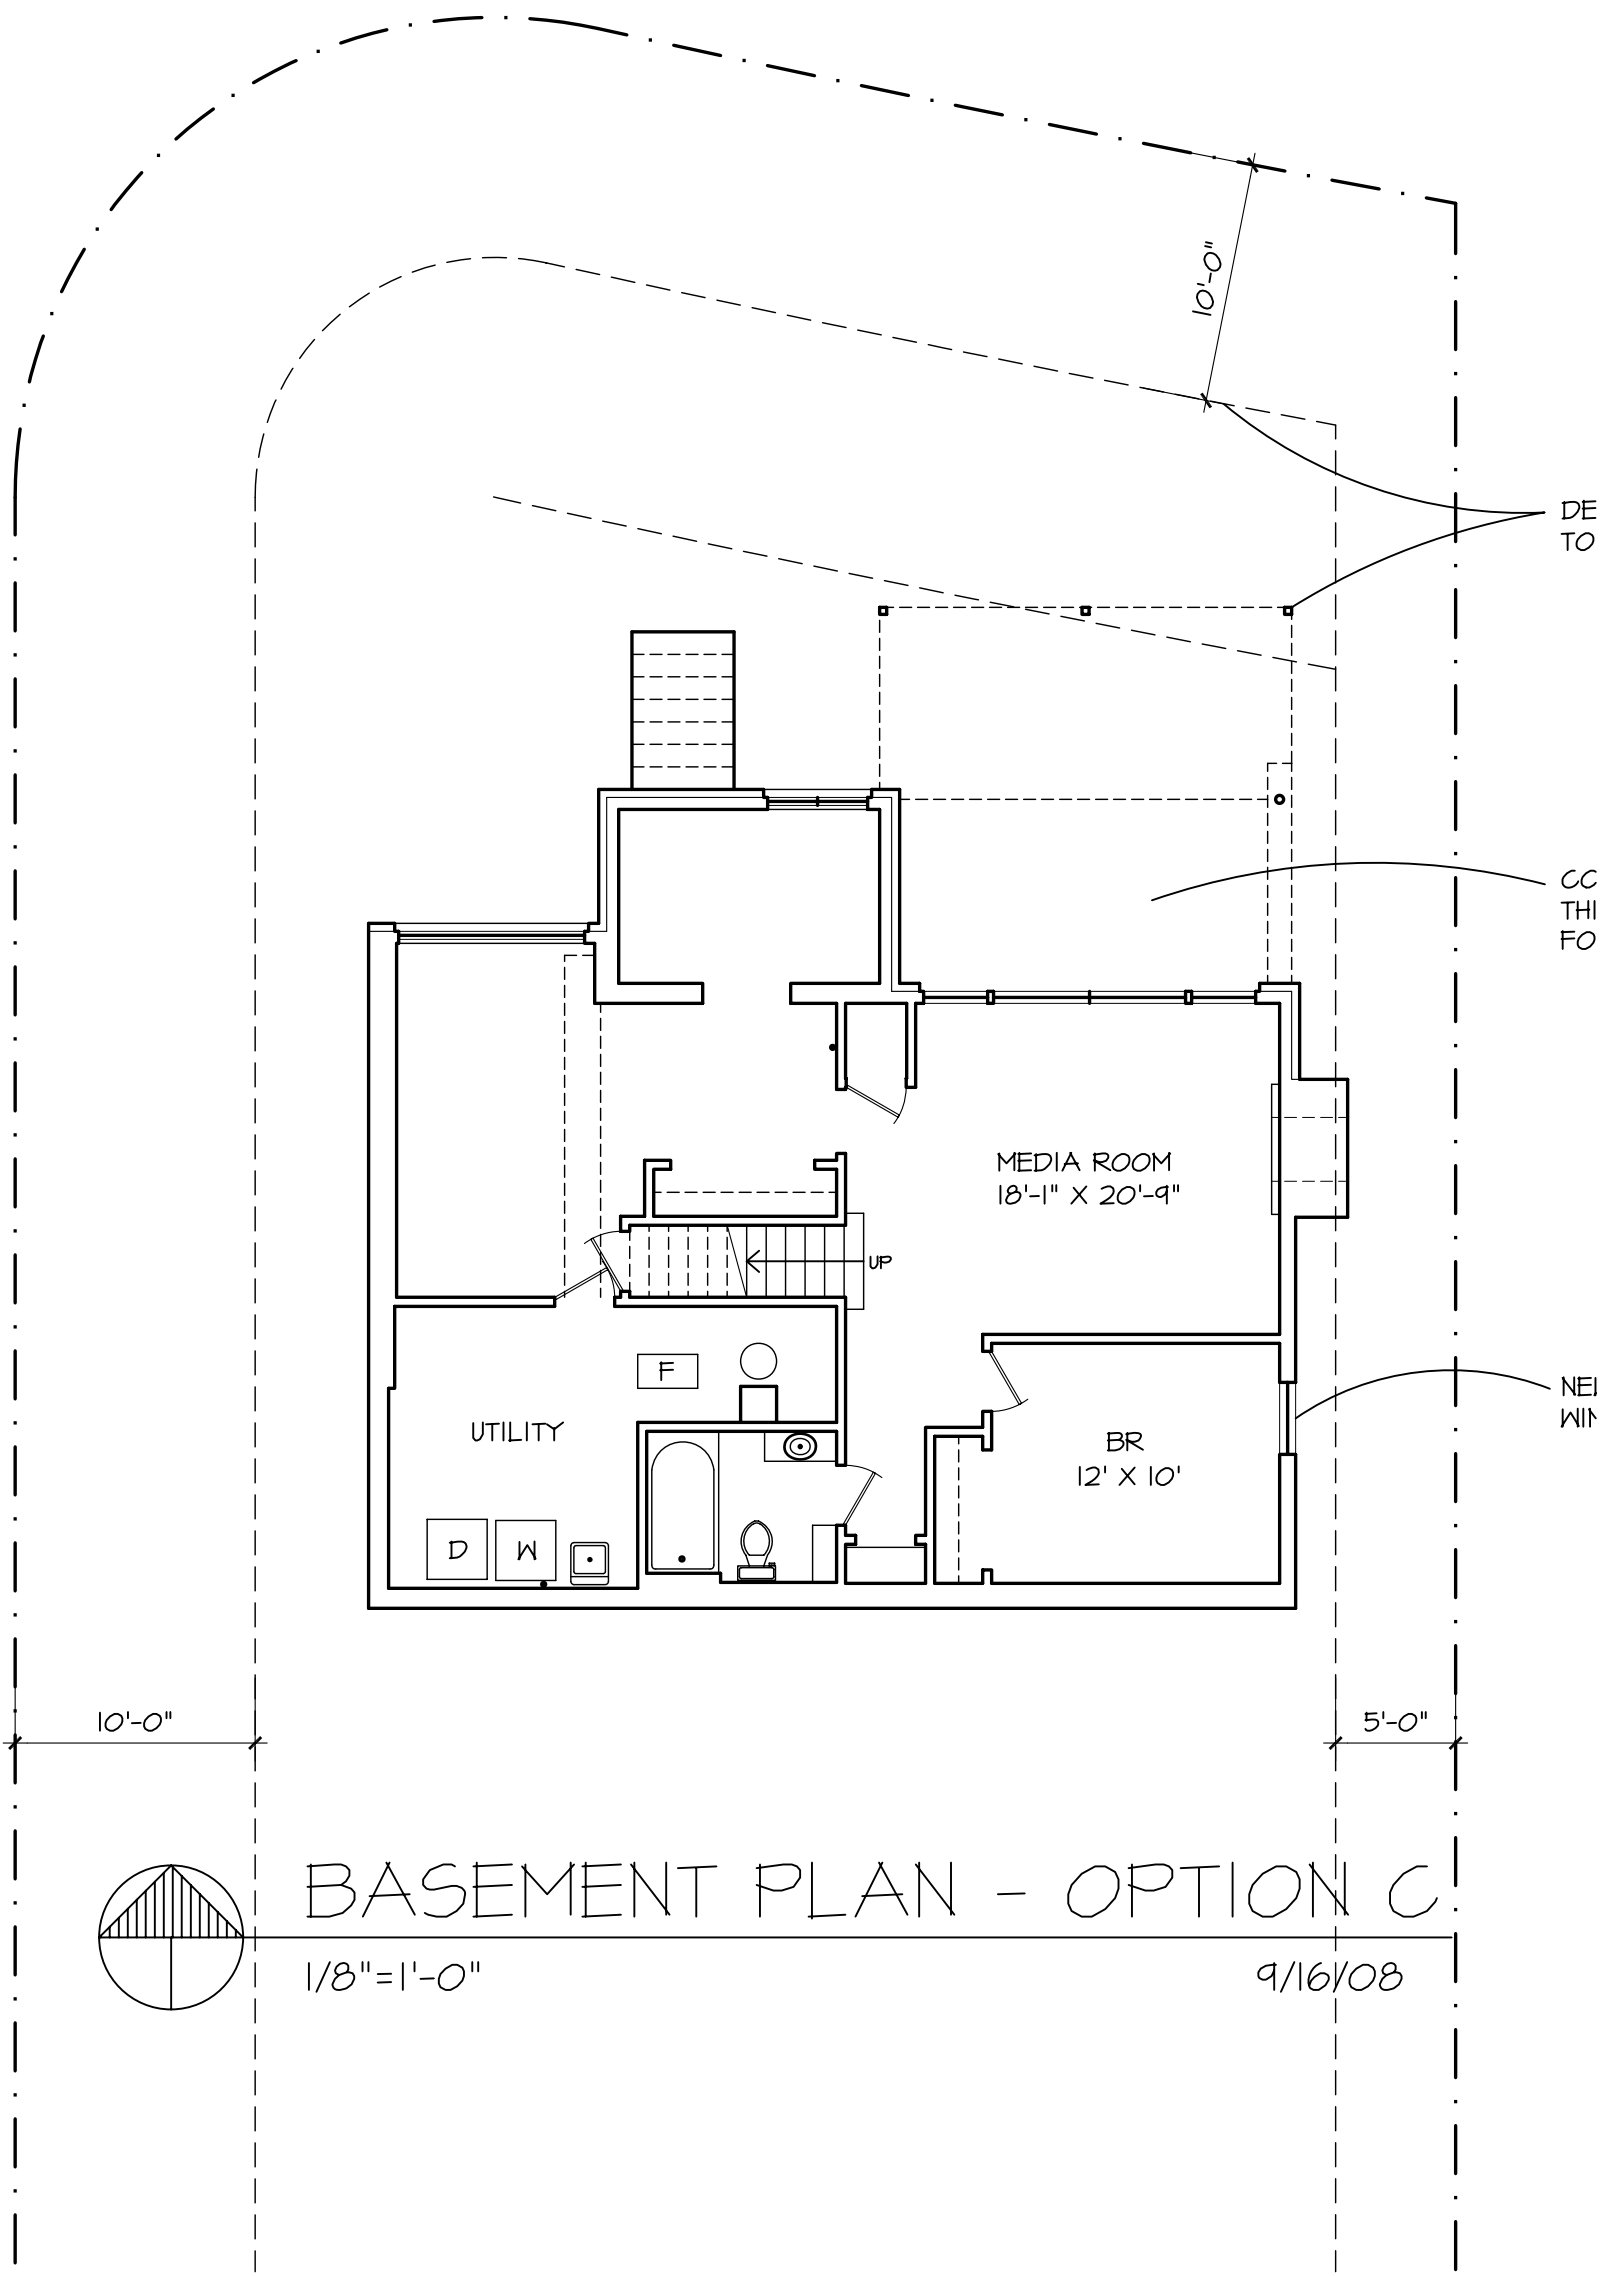 10'-0"
DE
TO
CC
THI
FO
MEDIA ROOM
18'-1" X 20'-9"
UP
F
UTILITY
BR
12' X 10'
D
W
10'-0"
5'-0"
BASEMENT PLAN - OPTION C
1/8"=1'-0"
9/16/08